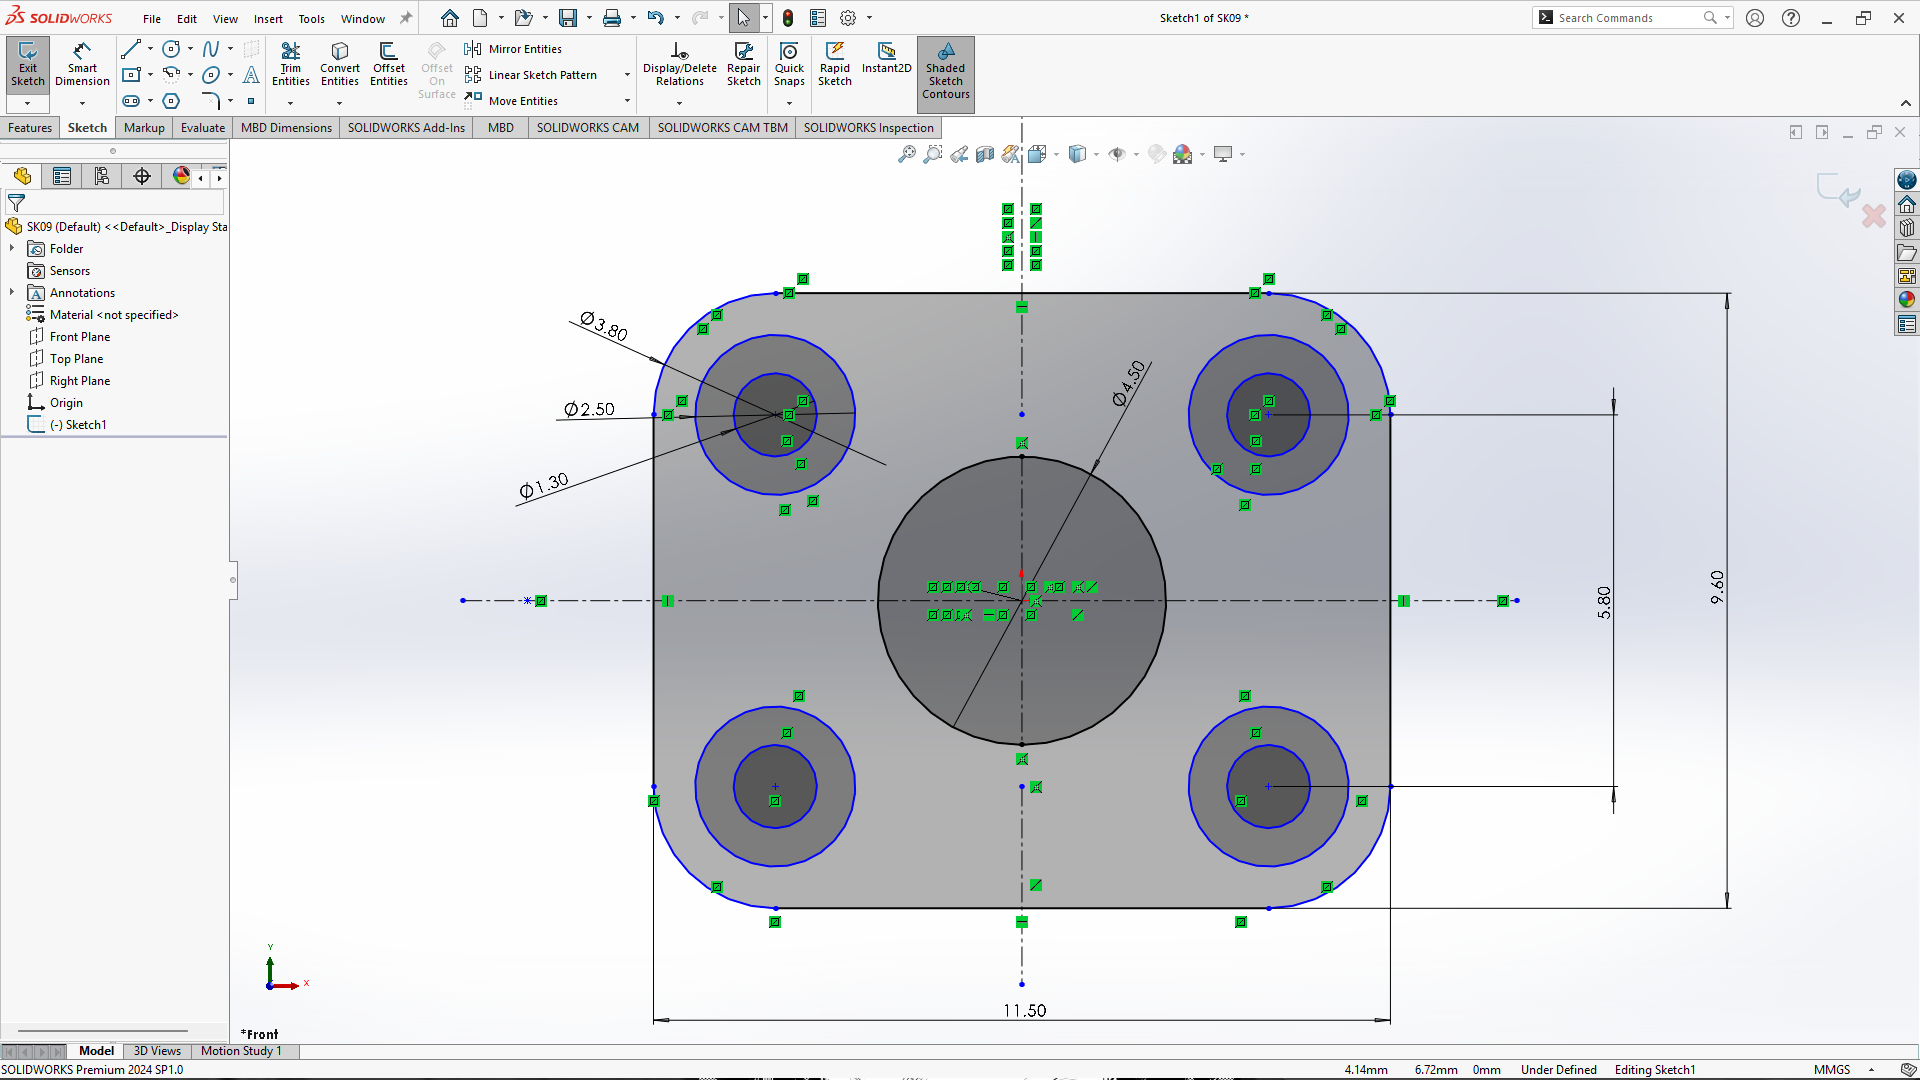 SOLIDWORKS
File Edit View Insert Tools Window
Sketch1 of SK09 *
Search Commands
Exit Sketch
Smart Dimension
Trim Entities
Convert Entities
Offset Entities
Offset On Surface
Mirror Entities
Linear Sketch Pattern
Move Entities
Display/Delete Relations
Repair Sketch
Quick Snaps
Rapid Sketch
Instant2D
Shaded Sketch Contours
Features Sketch Markup Evaluate MBD Dimensions SOLIDWORKS Add-Ins MBD SOLIDWORKS CAM SOLIDWORKS CAM TBM SOLIDWORKS Inspection
SK09 (Default) <<Default>_Display Sta
Folder
Sensors
Annotations
Material <not specified>
Front Plane
Top Plane
Right Plane
Origin
(-) Sketch1
Ø3.80
Ø2.50
Ø1.30
Ø4.50
5.80
9.60
11.50
Y
X
*Front
Model 3D Views Motion Study 1
SOLIDWORKS Premium 2024 SP1.0
4.14mm 6.72mm 0mm Under Defined Editing Sketch1 MMGS